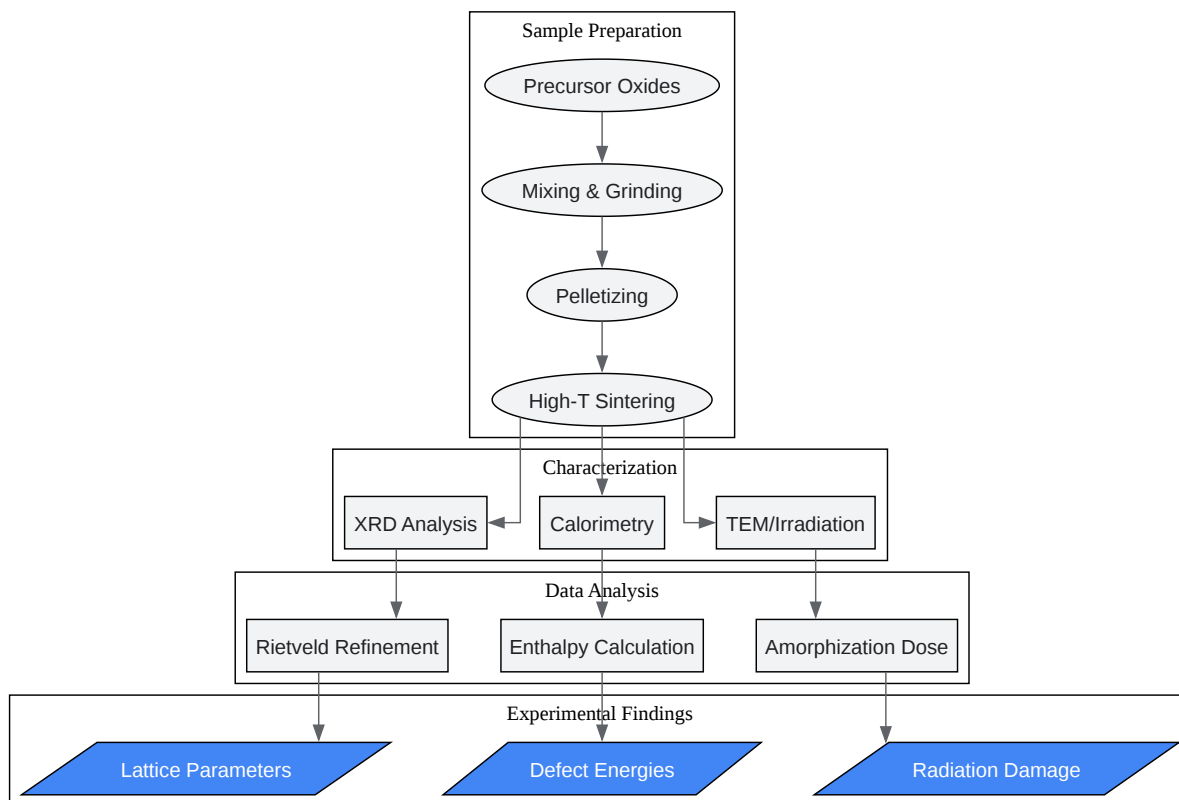 Sample Preparation
Precursor Oxides
Mixing & Grinding
Pelletizing
High-T Sintering
Characterization
XRD Analysis
Calorimetry
TEM/Irradiation
Data Analysis
Rietveld Refinement
Enthalpy Calculation
Amorphization Dose
Experimental Findings
Lattice Parameters
Defect Energies
Radiation Damage